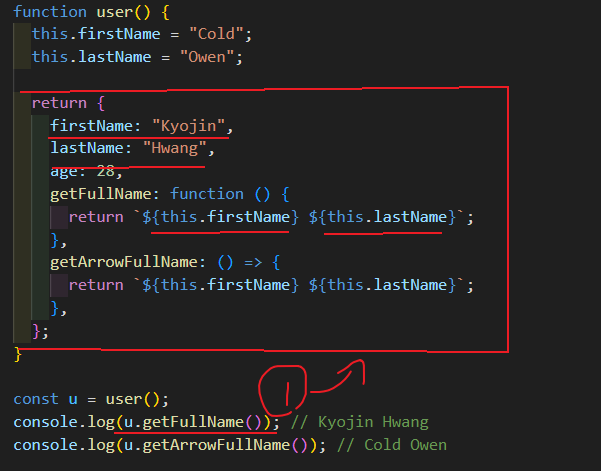 function user() {
  this.firstName = "Cold";
  this.lastName = "Owen";

  return {
    firstName: "Kyojin",
    lastName: "Hwang",
    age: 28,
    getFullName: function () {
      return `${this.firstName} ${this.lastName}`;
    },
    getArrowFullName: () => {
      return `${this.firstName} ${this.lastName}`;
    },
  };
}
1
const u = user();
console.log(u.getFullName()); // Kyojin Hwang
console.log(u.getArrowFullName()); // Cold Owen